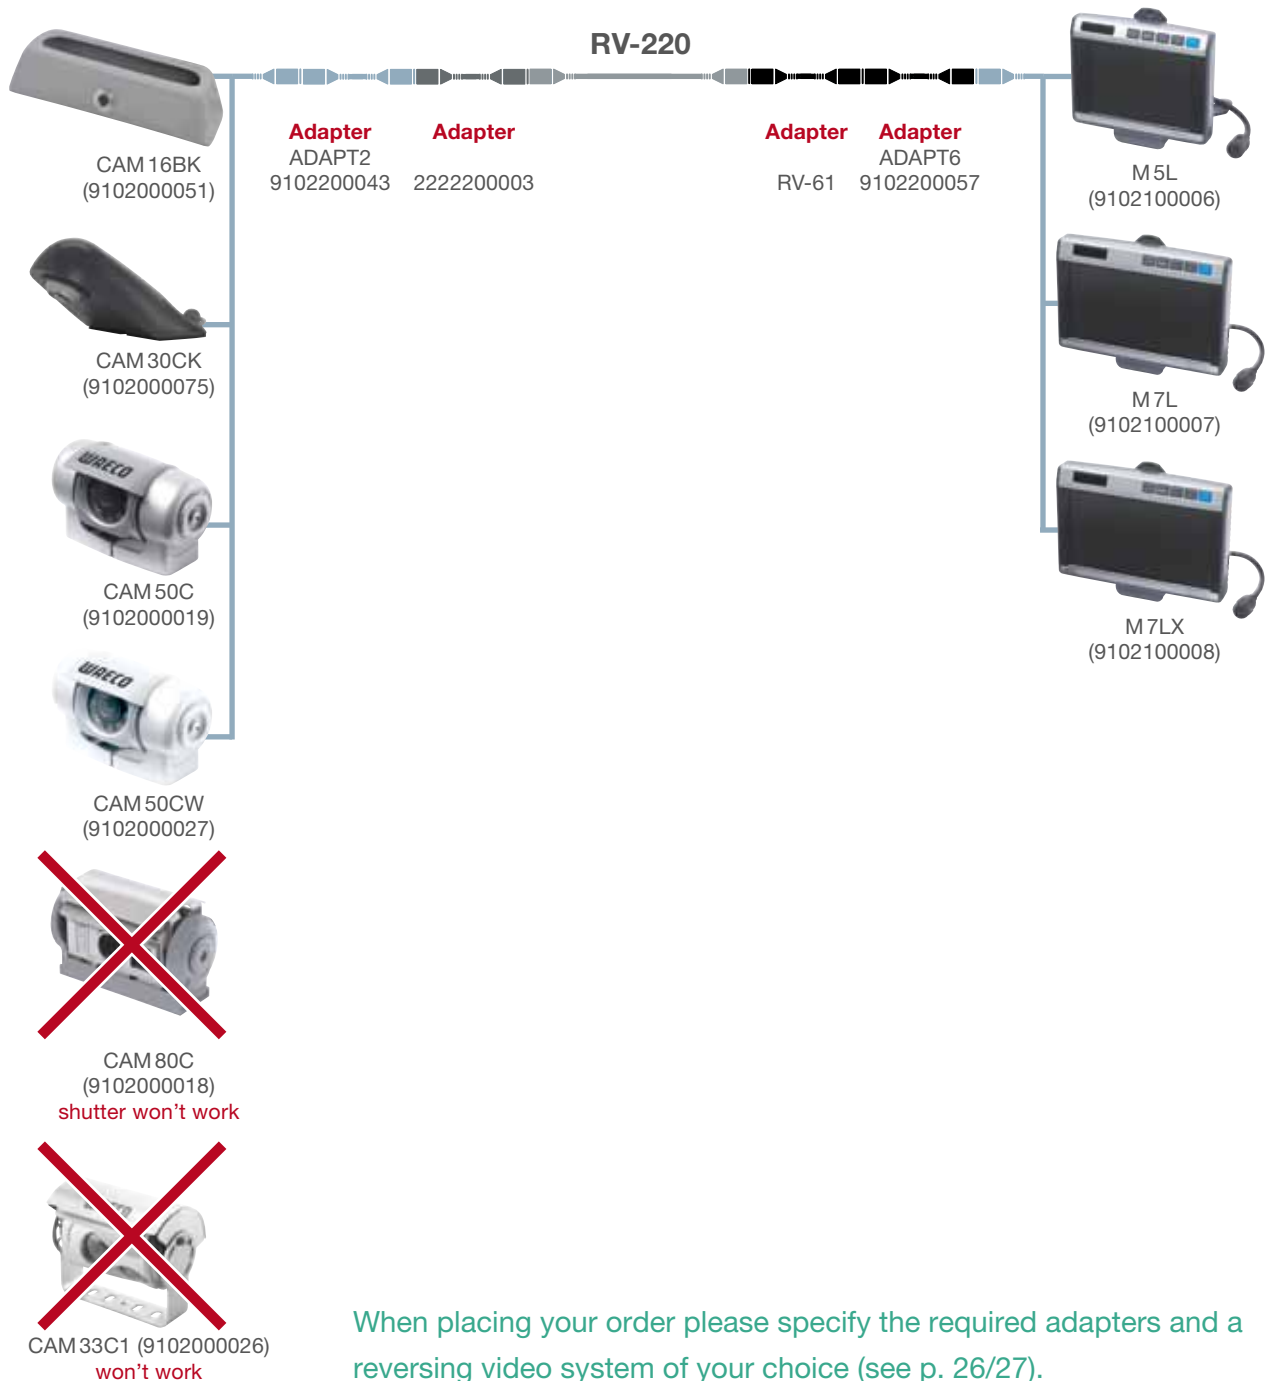 RV-220
CAM 16BK
(9102000051)
Adapter
ADAPT2
9102200043
Adapter
2222200003
Adapter
RV-61
Adapter
ADAPT6
9102200057
M 5L
(9102100006)
CAM 30CK
(9102000075)
M 7L
(9102100007)
WAECO
CAM 50C
(9102000019)
M 7LX
(9102100008)
WAECO
CAM 50CW
(9102000027)
CAM 80C
(9102000018)
shutter won't work
CAM 33C1 (9102000026)
won't work
When placing your order please specify the required adapters and a
reversing video system of your choice (see p. 26/27).